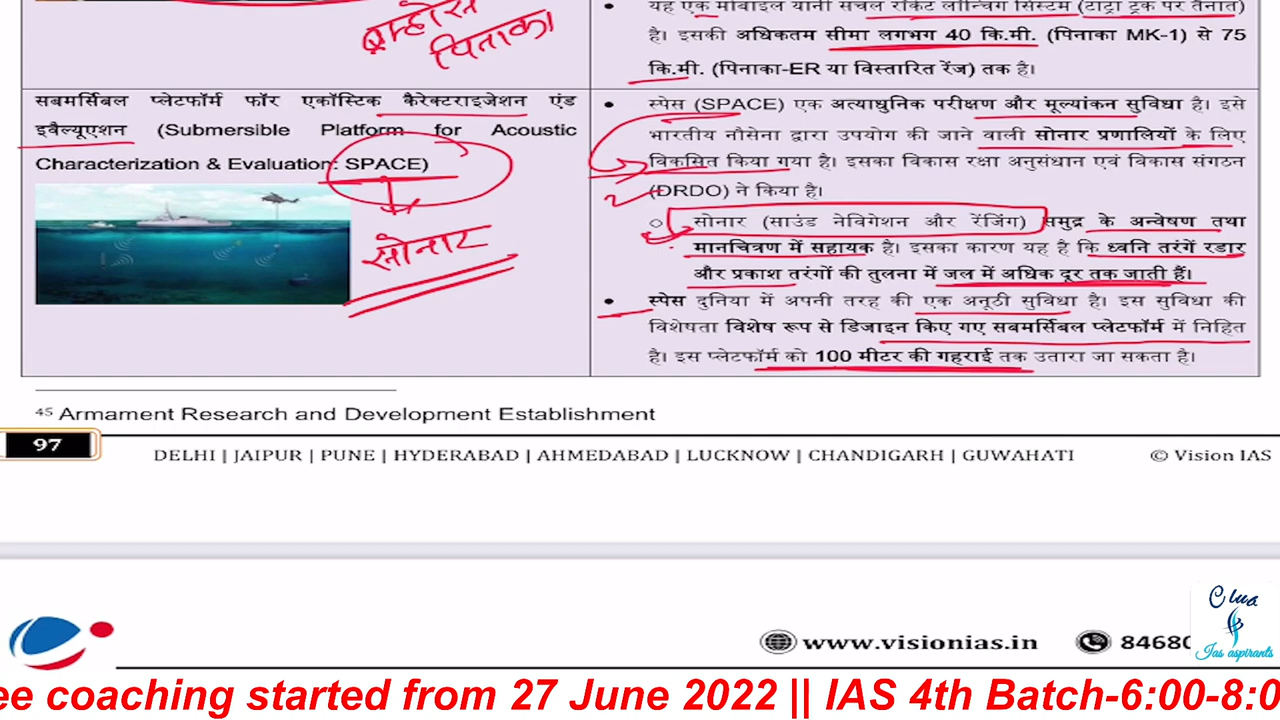 यह एक मोबाइल यानी सचल रॉकेट लॉन्चिंग सिस्टम (टाट्रा ट्रक पर तैनात)
है। इसकी अधिकतम सीमा लगभग 40 कि.मी. (पिनाका MK-1) से 75
कि.मी. (पिनाका-ER या विस्तारित रेंज) तक है।
ब्रम्होस
पिनाका
सबमर्सिबल प्लेटफॉर्म फॉर एकॉस्टिक कैरेक्टराइजेशन एंड
इवैल्यूएशन (Submersible Platform for Acoustic
Characterization & Evaluation: SPACE)
सोनार
स्पेस (SPACE) एक अत्याधुनिक परीक्षण और मूल्यांकन सुविधा है। इसे
भारतीय नौसेना द्वारा उपयोग की जाने वाली सोनार प्रणालियों के लिए
विकसित किया गया है। इसका विकास रक्षा अनुसंधान एवं विकास संगठन
(DRDO) ने किया है।
सोनार (साउंड नेविगेशन और रेंजिंग) समुद्र के अन्वेषण तथा
मानचित्रण में सहायक है। इसका कारण यह है कि ध्वनि तरंगें रडार
और प्रकाश तरंगों की तुलना में जल में अधिक दूर तक जाती हैं।
स्पेस दुनिया में अपनी तरह की एक अनूठी सुविधा है। इस सुविधा की
विशेषता विशेष रूप से डिजाइन किए गए सबमर्सिबल प्लेटफॉर्म में निहित
है। इस प्लेटफॉर्म को 100 मीटर की गहराई तक उतारा जा सकता है।
45 Armament Research and Development Establishment
97
DELHI | JAIPUR | PUNE | HYDERABAD | AHMEDABAD | LUCKNOW | CHANDIGARH | GUWAHATI
© Vision IAS
www.visionias.in
8468
Ias aspirants
ee coaching started from 27 June 2022 || IAS 4th Batch-6:00-8:0